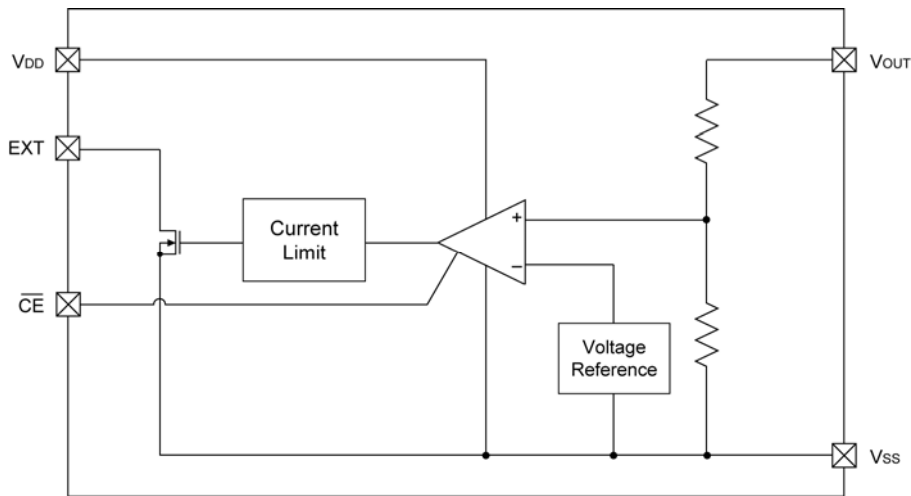 VDD
VOUT
EXT
Current
Limit
+
−
CE
Voltage
Reference
VSS